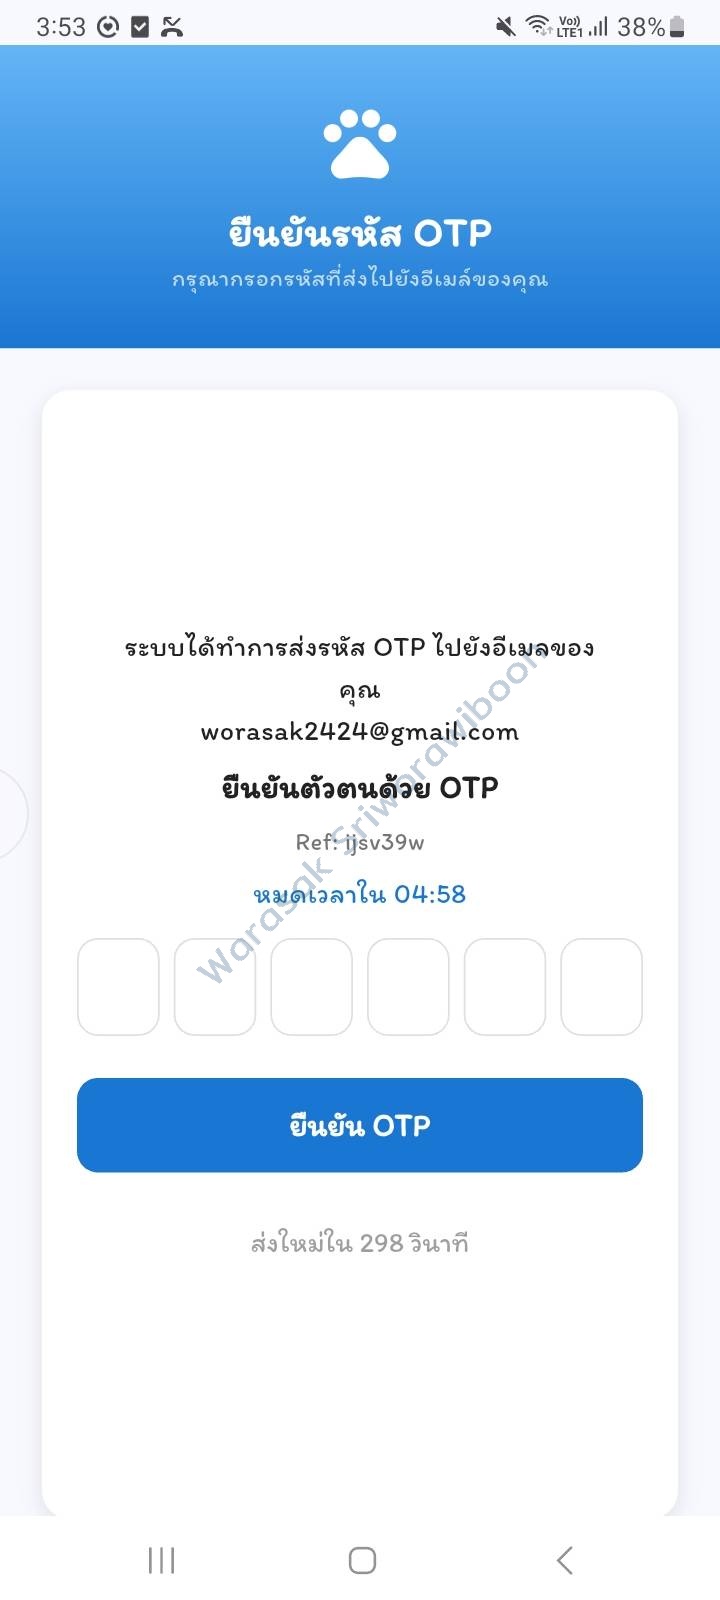 3:53
Vo)) LTE1 38%
ยืนยันรหัส OTP
กรุณากรอกรหัสที่ส่งไปยังอีเมล์ของคุณ
ระบบได้ทำการส่งรหัส OTP ไปยังอีเมลของ
คุณ
worasak2424@gmail.com
ยืนยันตัวตนด้วย OTP
Ref: ijsv39w
หมดเวลาใน 04:58
Warasak Sriworawiboon
ยืนยัน OTP
ส่งใหม่ใน 298 วินาที